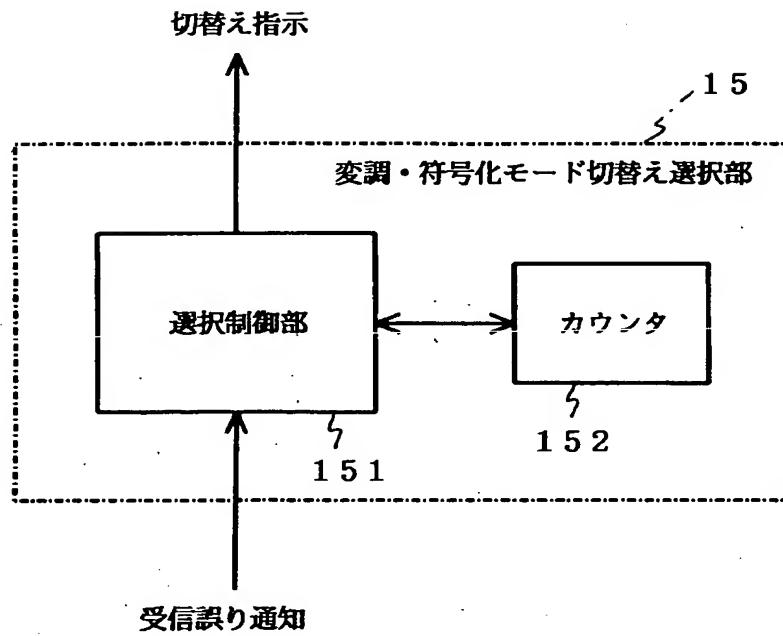 切替え指示
15
変調・符号化モード切替え選択部
選択制御部
カウンタ
151
152
受信誤り通知